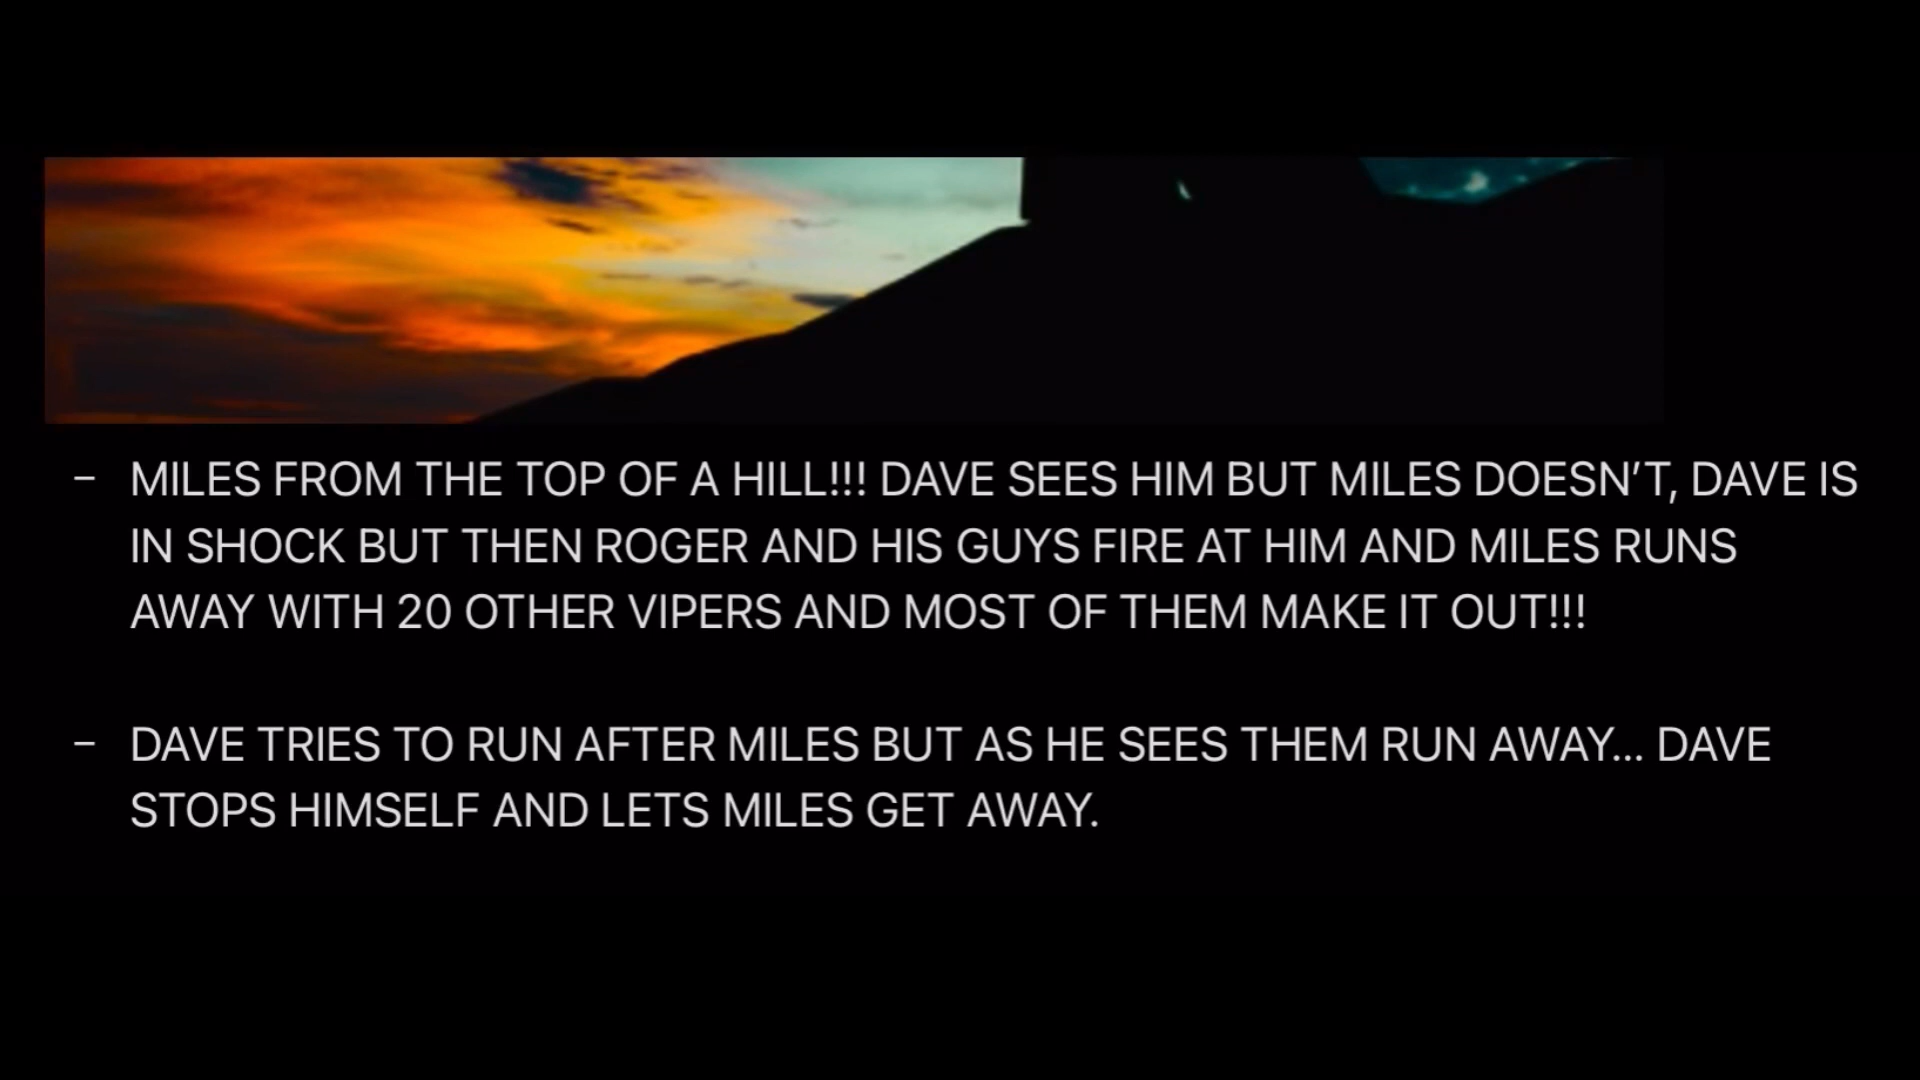 – MILES FROM THE TOP OF A HILL!!! DAVE SEES HIM BUT MILES DOESN’T, DAVE IS
IN SHOCK BUT THEN ROGER AND HIS GUYS FIRE AT HIM AND MILES RUNS
AWAY WITH 20 OTHER VIPERS AND MOST OF THEM MAKE IT OUT!!!
– DAVE TRIES TO RUN AFTER MILES BUT AS HE SEES THEM RUN AWAY... DAVE
STOPS HIMSELF AND LETS MILES GET AWAY.